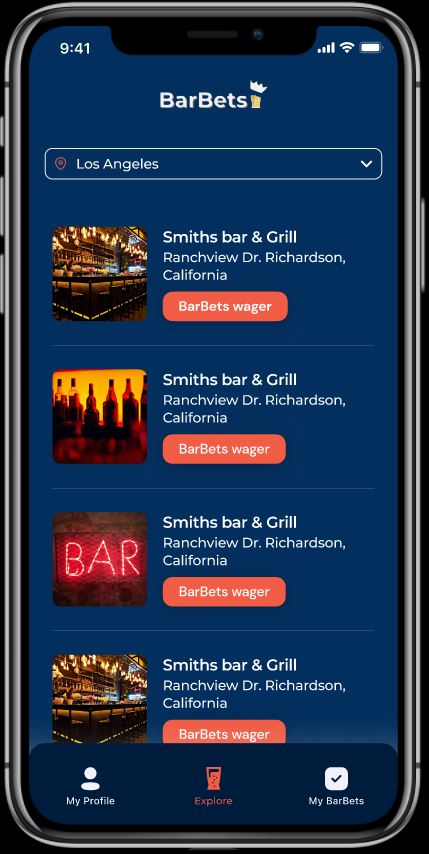 9:41
BarBets
Los Angeles
Smiths bar & Grill
Ranchview Dr. Richardson,
California
BarBets wager
Smiths bar & Grill
Ranchview Dr. Richardson,
California
BarBets wager
BAR
Smiths bar & Grill
Ranchview Dr. Richardson,
California
BarBets wager
Smiths bar & Grill
Ranchview Dr. Richardson,
California
BarBets wager
My Profile
Explore
My BarBets